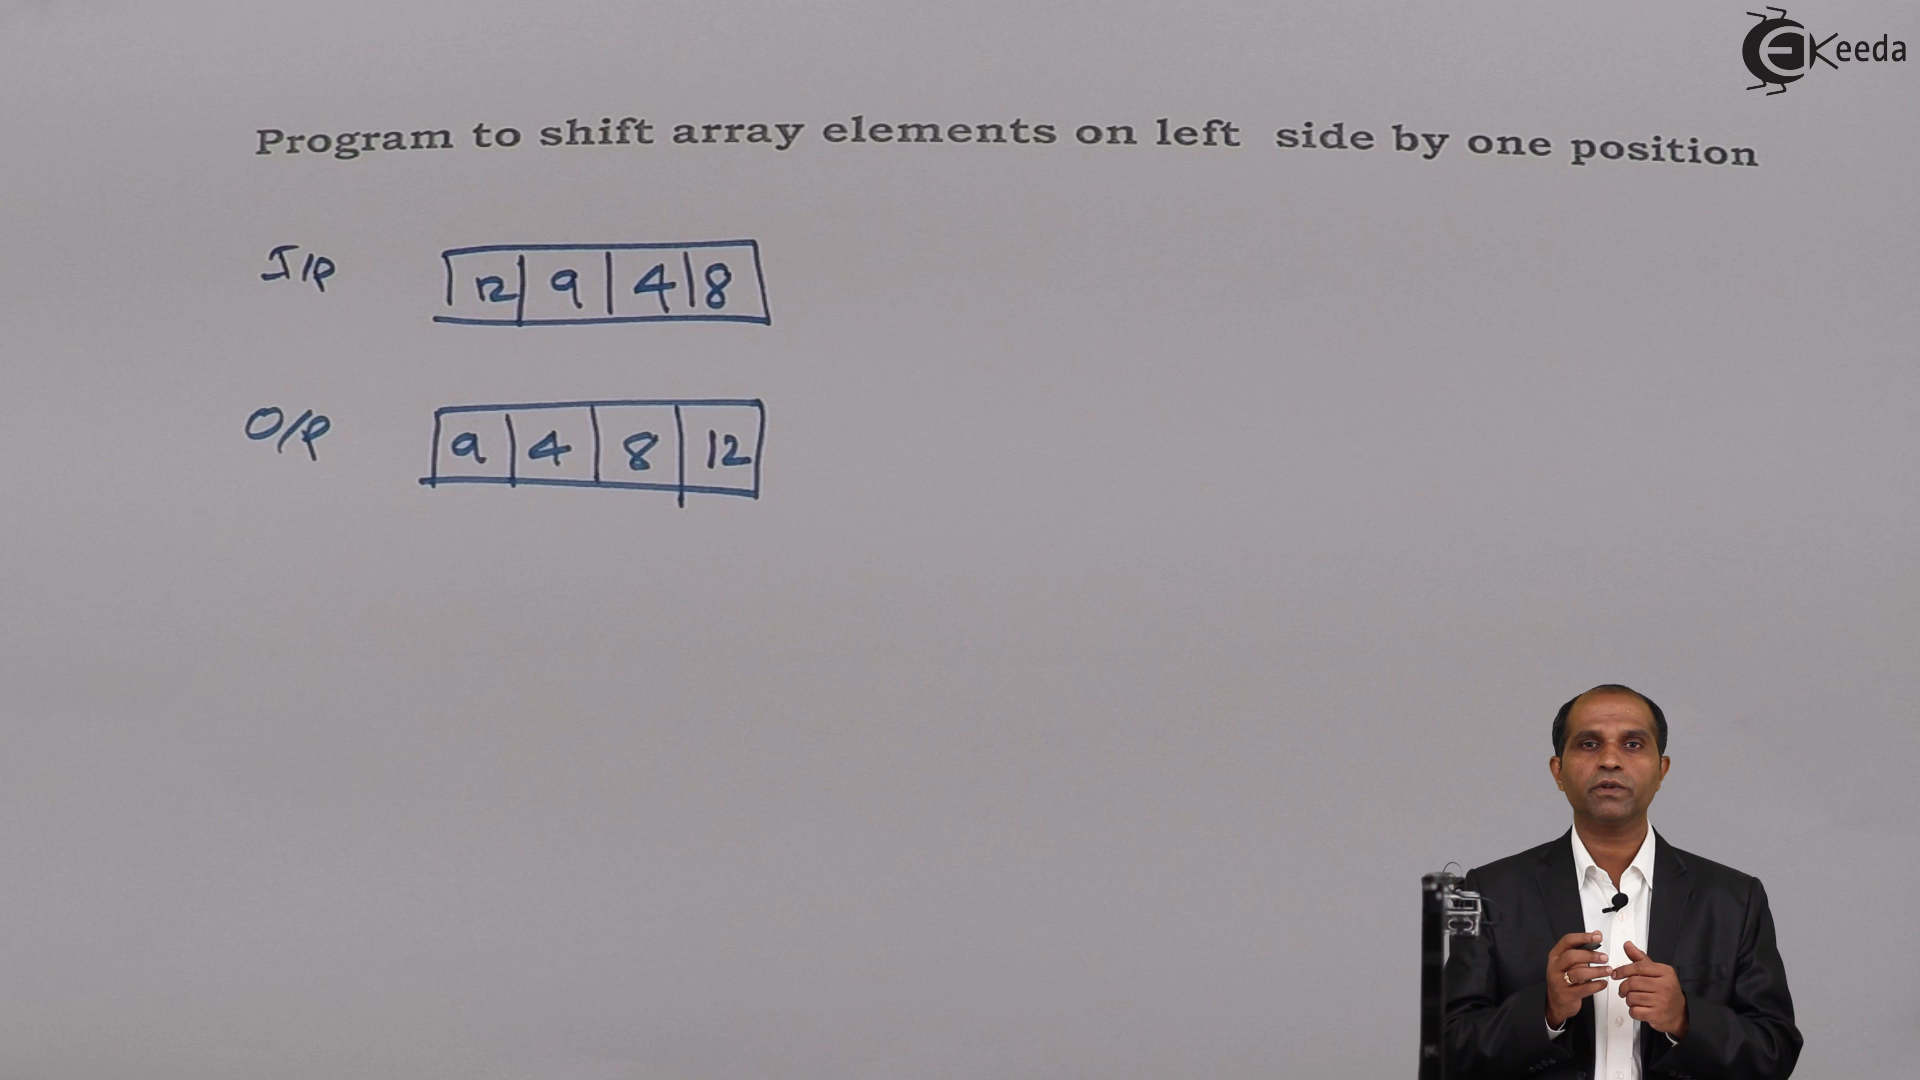 EKeeda
Program to shift array elements on left side by one position
I/P 12 9 4 8
O/P 9 4 8 12